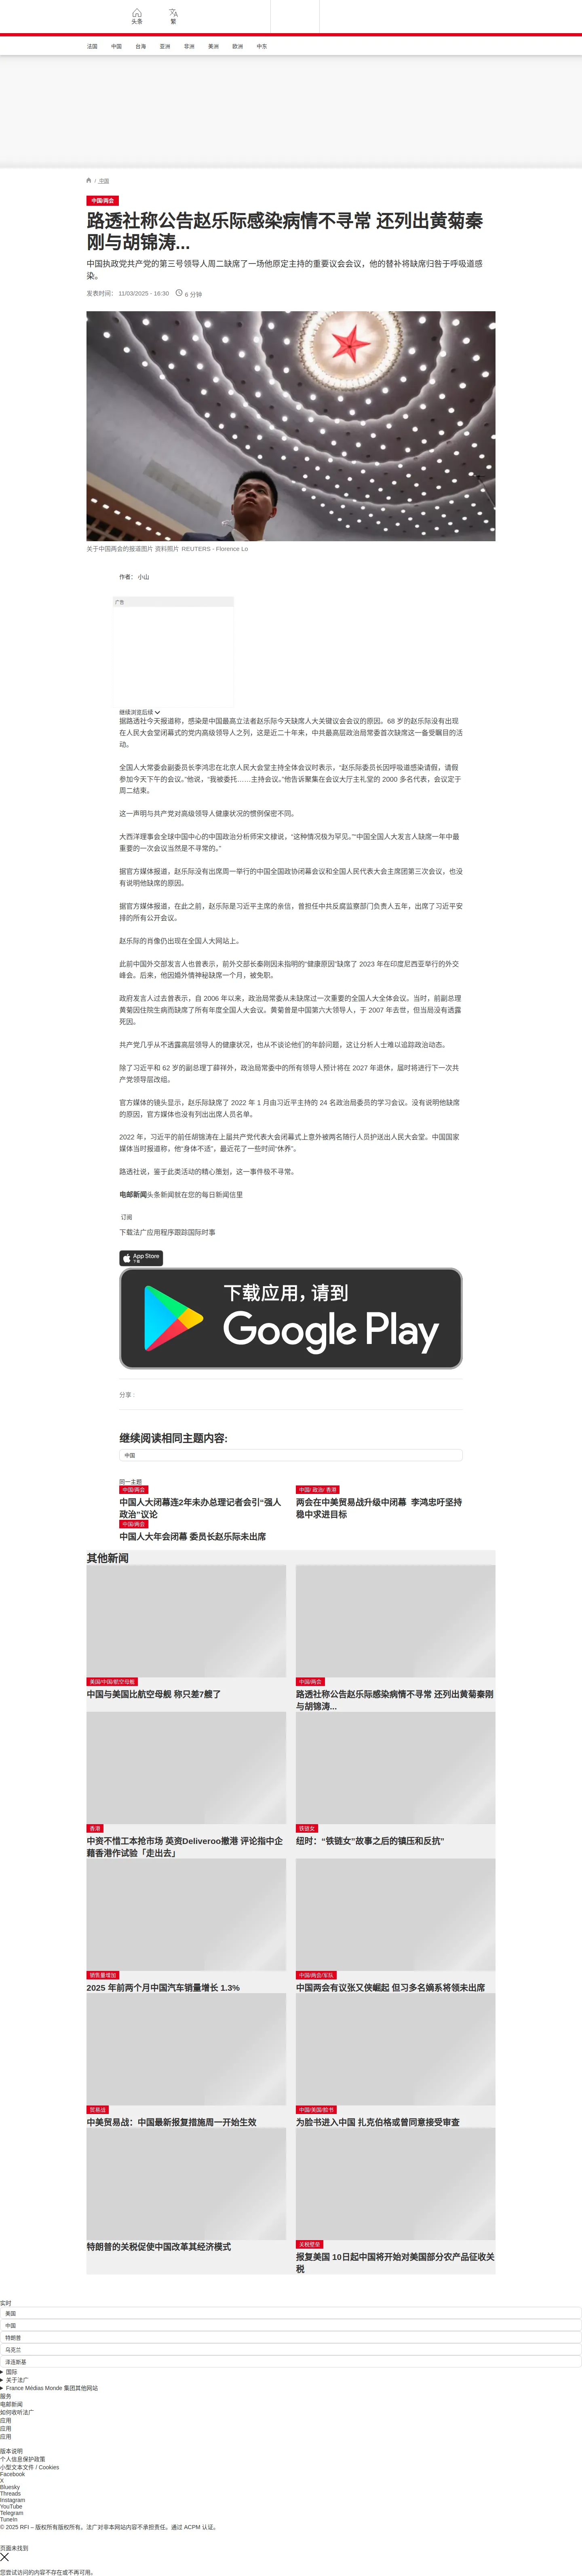 头条
繁
法国
中国
台海
亚洲
非洲
美洲
欧洲
中东
/ 中国
中国/两会
路透社称公告赵乐际感染病情不寻常 还列出黄菊秦
刚与胡锦涛...
中国执政党共产党的第三号领导人周二缺席了一场他原定主持的重要议会会议，他的替补将缺席归咎于呼吸道感
染。
发表时间： 11/03/2025 - 16:30 6 分钟
关于中国两会的报道图片 资料照片 REUTERS - Florence Lo
作者： 小山
广告
继续浏览后续
据路透社今天报道称，感染是中国最高立法者赵乐际今天缺席人大关键议会会议的原因。68 岁的赵乐际没有出现
在人民大会堂闭幕式的党内高级领导人之列，这是近二十年来，中共最高层政治局常委首次缺席这一备受瞩目的活
动。
全国人大常委会副委员长李鸿忠在北京人民大会堂主持全体会议时表示，“赵乐际委员长因呼吸道感染请假，请假
参加今天下午的会议。”他说，“我被委托……主持会议。”他告诉聚集在会议大厅主礼堂的 2000 多名代表，会议定于
周二结束。
这一声明与共产党对高级领导人健康状况的惯例保密不同。
大西洋理事会全球中国中心的中国政治分析师宋文棣说，“这种情况极为罕见。”“中国全国人大发言人缺席一年中最
重要的一次会议当然是不寻常的。”
据官方媒体报道，赵乐际没有出席周一举行的中国全国政协闭幕会议和全国人民代表大会主席团第三次会议，也没
有说明他缺席的原因。
据官方媒体报道，在此之前，赵乐际是习近平主席的亲信，曾担任中共反腐监察部门负责人五年，出席了习近平安
排的所有公开会议。
赵乐际的肖像仍出现在全国人大网站上。
此前中国外交部发言人也曾表示，前外交部长秦刚因未指明的“健康原因”缺席了 2023 年在印度尼西亚举行的外交
峰会。后来，他因婚外情神秘缺席一个月，被免职。
政府发言人过去曾表示，自 2006 年以来，政治局常委从未缺席过一次重要的全国人大全体会议。当时，前副总理
黄菊因住院生病而缺席了所有年度全国人大会议。黄菊曾是中国第六大领导人，于 2007 年去世，但当局没有透露
死因。
共产党几乎从不透露高层领导人的健康状况，也从不谈论他们的年龄问题，这让分析人士难以追踪政治动态。
除了习近平和 62 岁的副总理丁薛祥外，政治局常委中的所有领导人预计将在 2027 年退休，届时将进行下一次共
产党领导层改组。
官方媒体的镜头显示，赵乐际缺席了 2022 年 1 月由习近平主持的 24 名政治局委员的学习会议。没有说明他缺席
的原因，官方媒体也没有列出出席人员名单。
2022 年，习近平的前任胡锦涛在上届共产党代表大会闭幕式上意外被两名随行人员护送出人民大会堂。中国国家
媒体当时报道称，他“身体不适”，最近花了一些时间“休养”。
路透社说，鉴于此类活动的精心策划，这一事件极不寻常。
电邮新闻头条新闻就在您的每日新闻信里
订阅
下载法广应用程序跟踪国际时事
App Store
下载
下载应用，请到
Google Play
分享 :
继续阅读相同主题内容:
中国
同一主题
中国/两会
中国人大闭幕连2年未办总理记者会引“强人
政治”议论
中国/ 政治/ 香港
两会在中美贸易战升级中闭幕 李鸿忠吁坚持
稳中求进目标
中国/两会
中国人大年会闭幕 委员长赵乐际未出席
其他新闻
美国/中国/航空母舰
中国与美国比航空母舰 称只差7艘了
中国/两会
路透社称公告赵乐际感染病情不寻常 还列出黄菊秦刚
与胡锦涛...
香港
中资不惜工本抢市场 英资Deliveroo撤港 评论指中企
藉香港作试验「走出去」
铁链女
纽时：“铁链女”故事之后的镇压和反抗”
销售量增加
2025 年前两个月中国汽车销量增长 1.3%
中国/两会/军队
中国两会有议张又侠崛起 但习多名嫡系将领未出席
贸易战
中美贸易战：中国最新报复措施周一开始生效
中国/美国/脸书
为脸书进入中国 扎克伯格或曾同意接受审查
特朗普的关税促使中国改革其经济模式
关税壁垒
报复美国 10日起中国将开始对美国部分农产品征收关
税
实时
美国
中国
特朗普
乌克兰
泽连斯基
国际
关于法广
France Médias Monde 集团其他网站
服务
电邮新闻
如何收听法广
应用
应用
应用
版本说明
个人信息保护政策
小型文本文件 / Cookies
Facebook
X
Bluesky
Threads
Instagram
YouTube
Telegram
TuneIn
© 2025 RFI – 版权所有版权所有。法广对非本网站内容不承担责任。通过 ACPM 认证。
页面未找到
您尝试访问的内容不存在或不再可用。